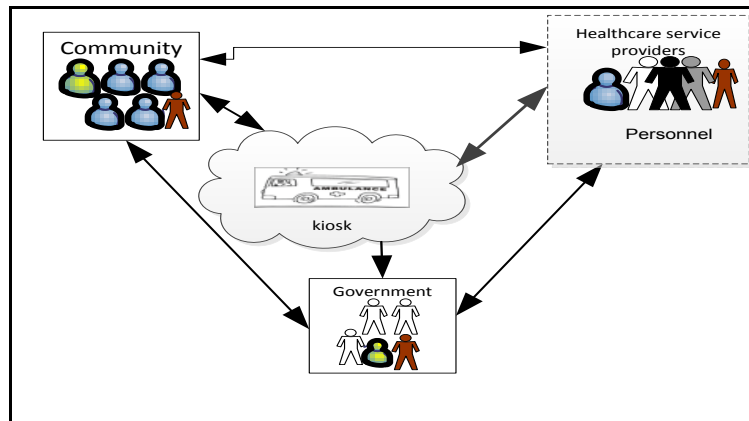 Community
Healthcare service
providers
Personnel
AMBULANCE
kiosk
Government